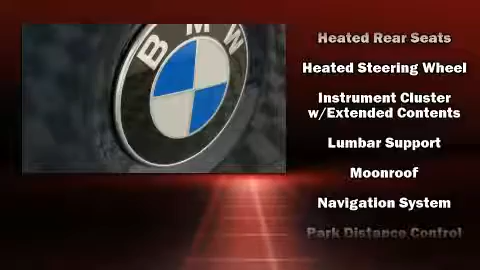 BMW
Heated Rear Seats
Heated Steering Wheel
Instrument Cluster
w/Extended Contents
Lumbar Support
Moonroof
Navigation System
Park Distance Control